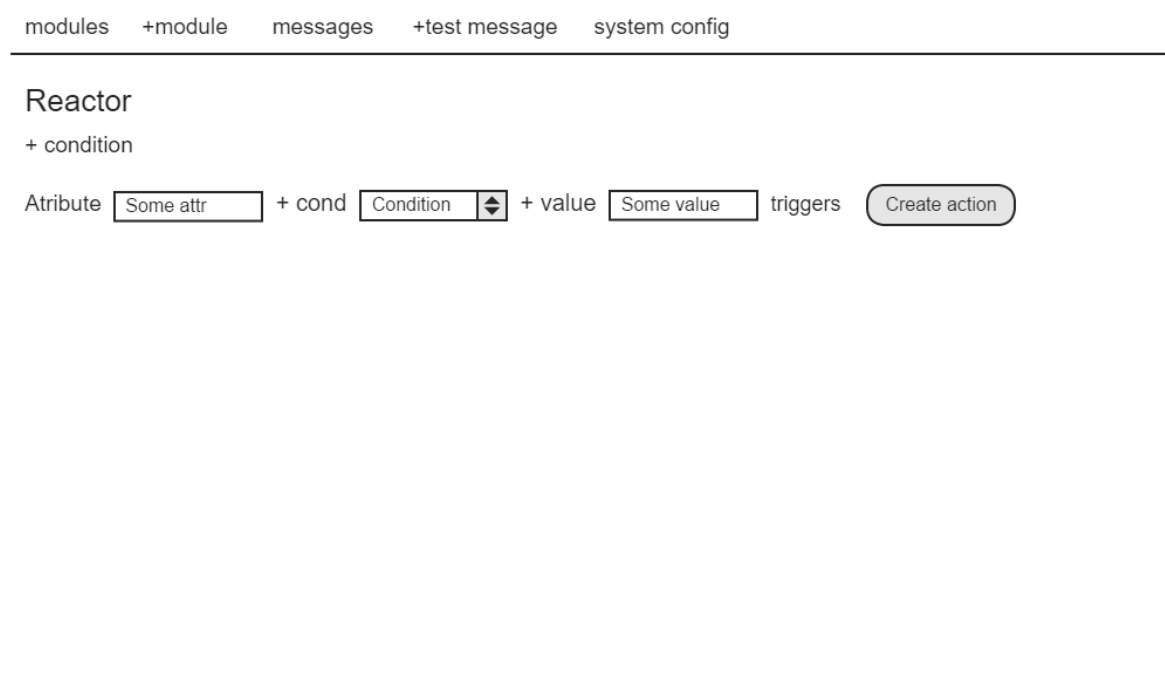 modules +module messages +test message system config
Reactor
+ condition
Atribute Some attr + cond Condition + value Some value triggers Create action